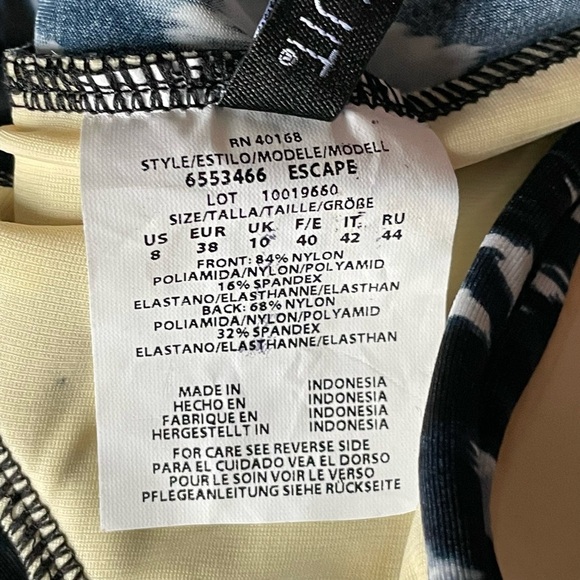 UIT®
RN 40168
STYLE/ESTILO/MODELE/MODELL
6553466 ESCAPE
LOT 10019660
SIZE/TALLA/TAILLE/GRÖßE
US EUR UK F/E IT RU
8 38 10 40 42 44
FRONT: 84% NYLON
POLIAMIDA/NYLON/POLYAMID
16% SPANDEX
ELASTANO/ELASTHANNE/ELASTHAN
BACK: 68% NYLON
POLIAMIDA/NYLON/POLYAMID
32% SPANDEX
ELASTANO/ELASTHANNE/ELASTHAN
MADE IN INDONESIA
HECHO EN INDONESIA
FABRIQUE EN INDONESIA
HERGESTELLT IN INDONESIA
FOR CARE SEE REVERSE SIDE
PARA EL CUIDADO VEA EL DORSO
POUR LE SOIN VOIR LE VERSO
PFLEGEANLEITUNG SIEHE RÜCKSEITE